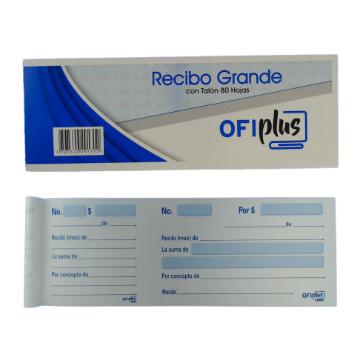 Recibo Grande
con Talón 80 Hojas
OFIplus
No. $
de
Recibí (mos) de
La suma de
Por concepto de
OFIplus
No. Por $
de
Recibí (mos) de
La suma de
Por concepto de
OFIplus